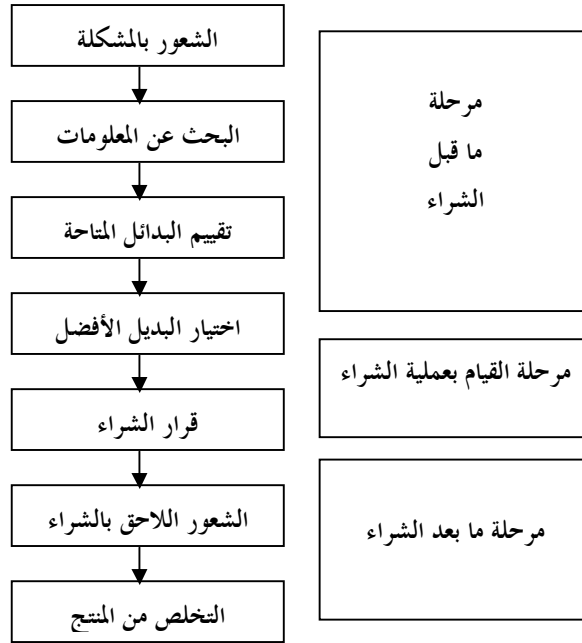 الشعور بالمشكلة
البحث عن المعلومات
تقييم البدائل المتاحة
اختيار البديل الأفضل
قرار الشراء
الشعور اللاحق بالشراء
التخلص من المنتج
مرحلة
ما قبل
الشراء
مرحلة القيام بعملية الشراء
مرحلة ما بعد الشراء